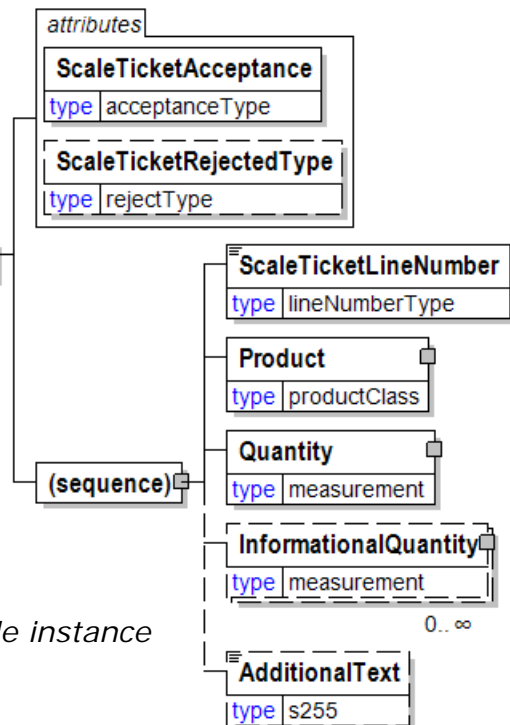 attributes
ScaleTicketAcceptance
type acceptanceType
ScaleTicketRejectedType
type rejectType
ScaleTicketLineNumber
type lineNumberType
Product
type productClass
Quantity
type measurement
(sequence)
InformationalQuantity
type measurement
0.. ∞
instance
AdditionalText
type s255